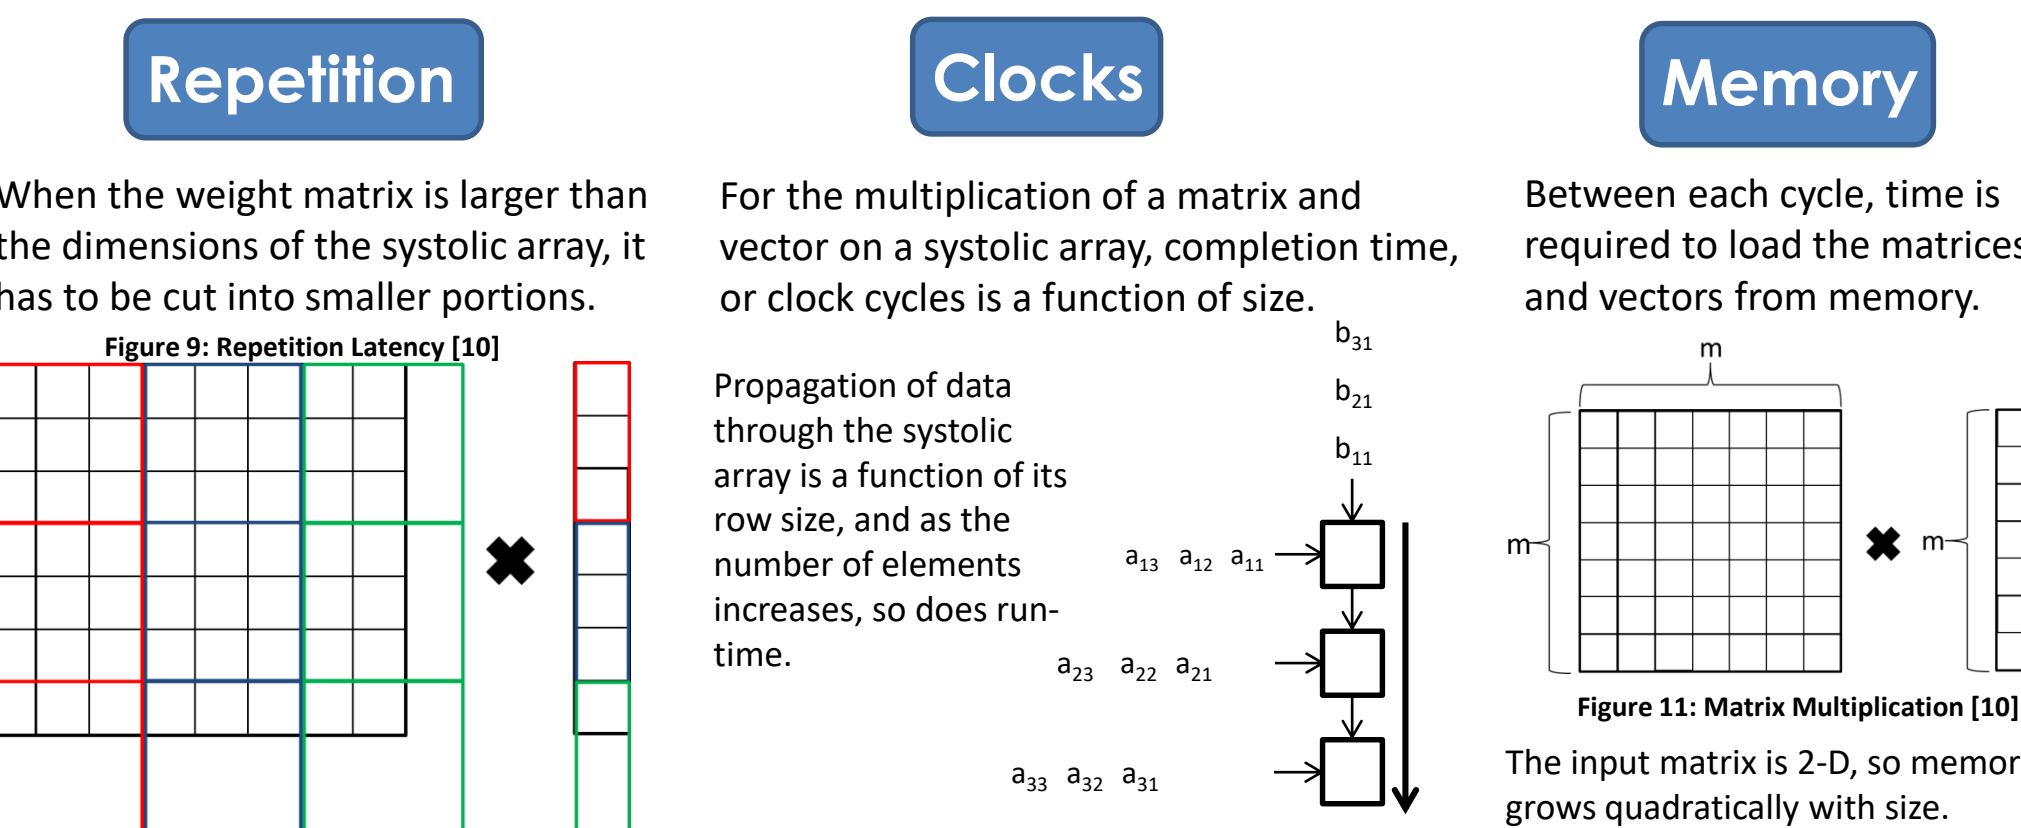 Repetition
When the weight matrix is larger than
the dimensions of the systolic array, it
has to be cut into smaller portions.
Figure 9: Repetition Latency [10]
Clocks
For the multiplication of a matrix and
vector on a systolic array, completion time,
or clock cycles is a function of size.
Propagation of data
through the systolic
array is a function of its
row size, and as the
number of elements
increases, so does run-
time.
b31
b21
b11
a13 a12 a11
a23 a22 a21
a33 a32 a31
Memory
Between each cycle, time is
required to load the matrices
and vectors from memory.
m
m
m
Figure 11: Matrix Multiplication [10]
The input matrix is 2-D, so memor
grows quadratically with size.